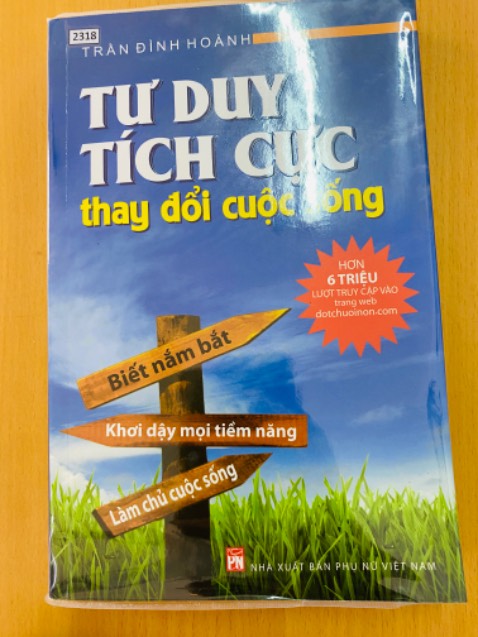 2318
TRẦN ĐÌNH HOÀNH
TƯ DUY
TÍCH CỰC
thay đổi cuộc sống
HƠN
6 TRIỆU
LƯỢT TRUY CẬP VÀO
trang web
dotchuoinon.com
Biết nắm bắt
Khơi dậy mọi tiềm năng
Làm chủ cuộc sống
PN
NHÀ XUẤT BẢN PHỤ NỮ VIỆT NAM